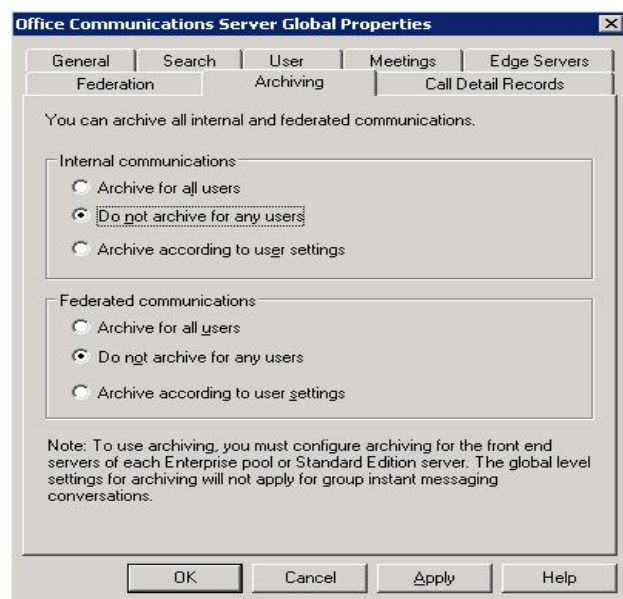 Office Communications Server Global Properties
General Search User Meetings Edge Servers
Federation Archiving Call Detail Records
You can archive all internal and federated communications.
Internal communications
Archive for all users
Do not archive for any users
Archive according to user settings
Federated communications
Archive for all users
Do not archive for any users
Archive according to user settings
Note: To use archiving, you must configure archiving for the front end
servers of each Enterprise pool or Standard Edition server. The global level
settings for archiving will not apply for group instant messaging
conversations.
OK Cancel Apply Help